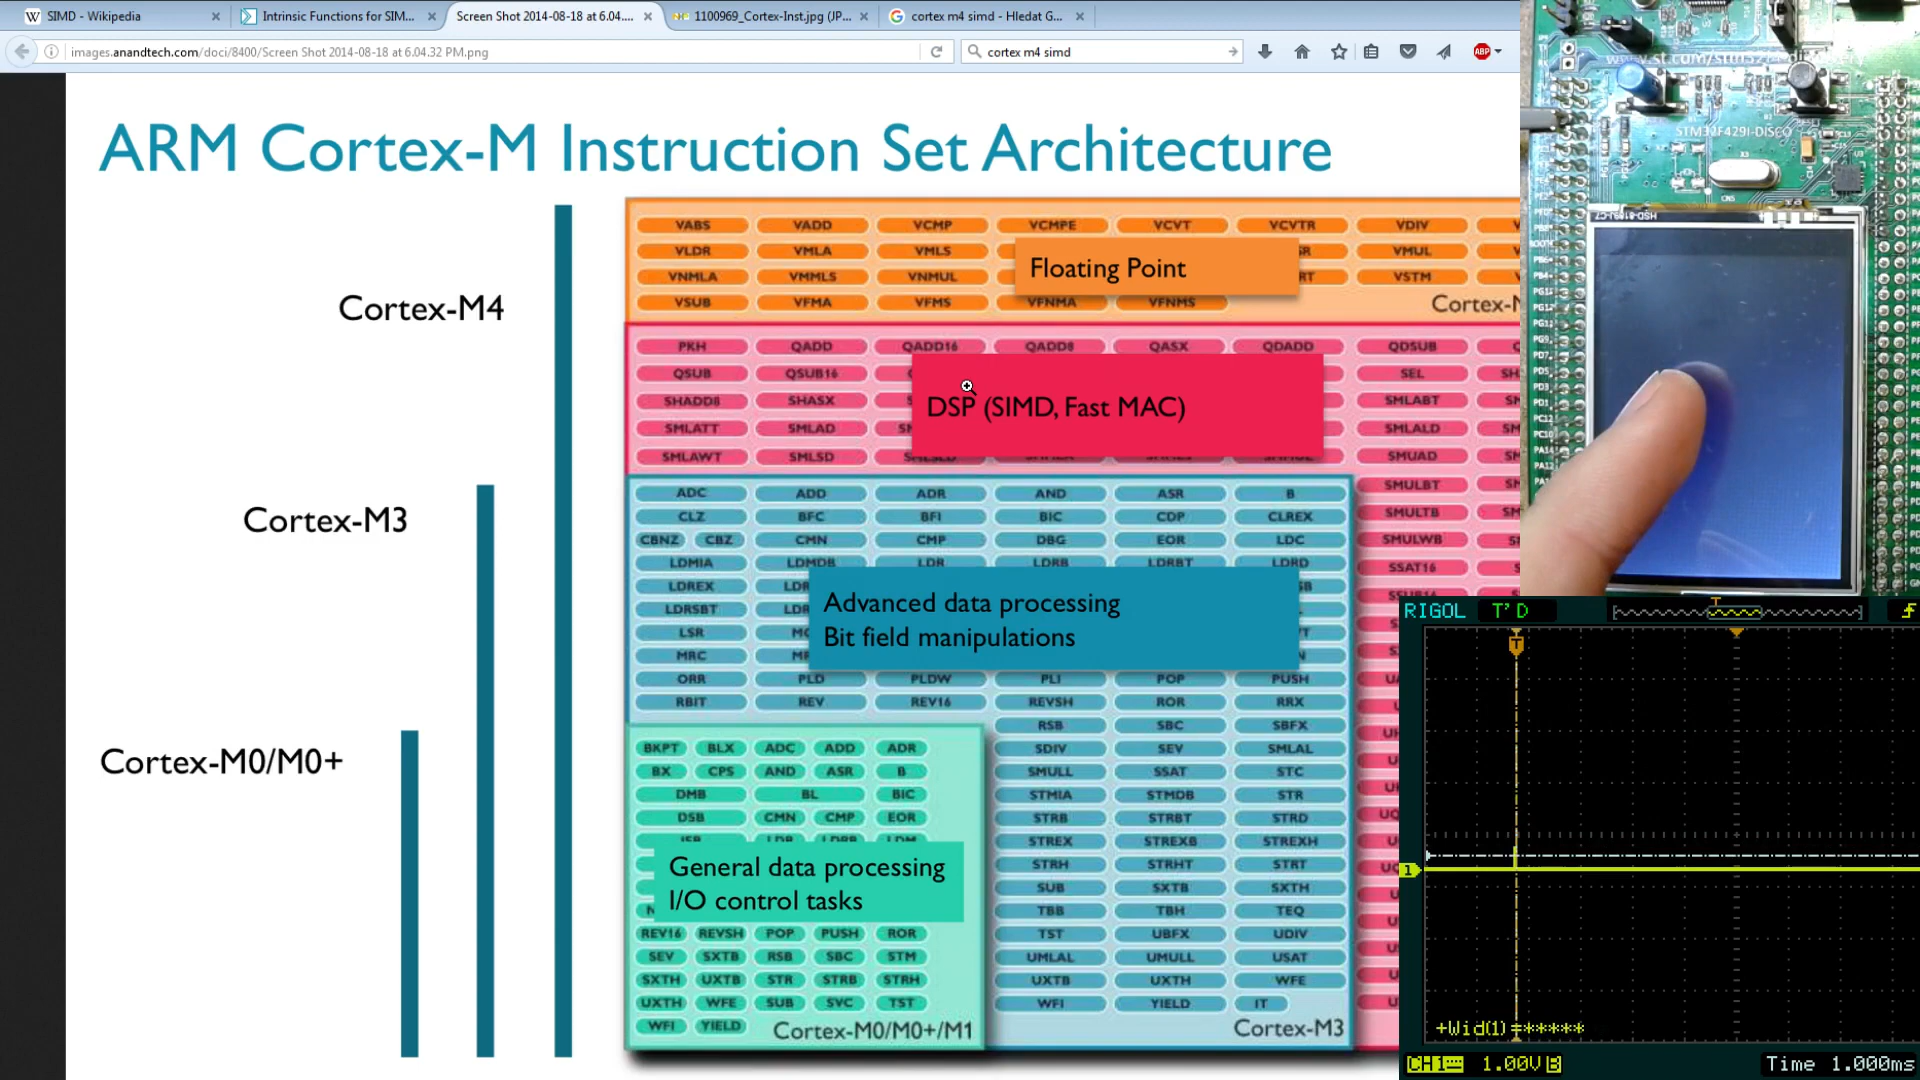 SIMD - Wikipedia
Intrinsic Functions for SIM...
Screen Shot 2014-08-18 at 6.04....
1100969_Cortex-Inst.jpg (JP...
cortex m4 simd - Hledat G...
images.anandtech.com/doci/8400/Screen Shot 2014-08-18 at 6.04.32 PM.png
cortex m4 simd
ABP
ARM Cortex-M Instruction Set Architecture
Cortex-M4
Cortex-M3
Cortex-M0/M0+
VABS VADD VCMP VCMPE VCVT VCVTR VDIV
VLDR VMLA VMLS VMUL
VNMLA VMMLS VNMUL VSTM
VSUB VFMA VFMS VFNMA VFNMS
Floating Point
PKH QADD QADD16 QADD8 QASX QDADD QDSUB
QSUB QSUB16 SEL
SHADD8 SHASX SMLABT
SMLATT SMLAD SMLALD
SMLAWT SMLSD SMUAD
DSP (SIMD, Fast MAC)
SMULBT
SMULTB
SMULWB
SSAT16
ADC ADD ADR AND ASR B
CLZ BFC BFI BIC CDP CLREX
CBNZ CBZ CMN CMP DBG EOR LDC
LDMIA LDMDB LDR LDRB LDRBT LDRD
LDREX
LDRSBT
LSR
MRC
Advanced data processing
Bit field manipulations
ORR PLD PLDW PLI POP PUSH
RBIT REV REV16 REVSH ROR RRX
RSB SBC SBFX
SDIV SEV SMLAL
SMULL SSAT STC
STMIA STMDB STR
STRB STRBT STRD
STREX STREXB STREXH
STRH STRHT STRT
SUB SXTB SXTH
TBB TBH TEQ
TST UBFX UDIV
UMLAL UMULL USAT
UXTB UXTH WFE
WFI YIELD IT
Cortex-M3
BKPT BLX ADC ADD ADR
BX CPS AND ASR B
DMB BL BIC
DSB CMN CMP EOR
General data processing
I/O control tasks
REV16 REVSH POP PUSH ROR
SEV SXTB RSB SBC STM
SXTH UXTB STR STRB STRH
UXTH WFE SUB SVC TST
WFI YIELD
Cortex-M0/M0+/M1
STM32F429I-DISCO
RIGOL T'D
T
1
+Wid(1)=*****
CH1 1.00V B
Time 1.000ms